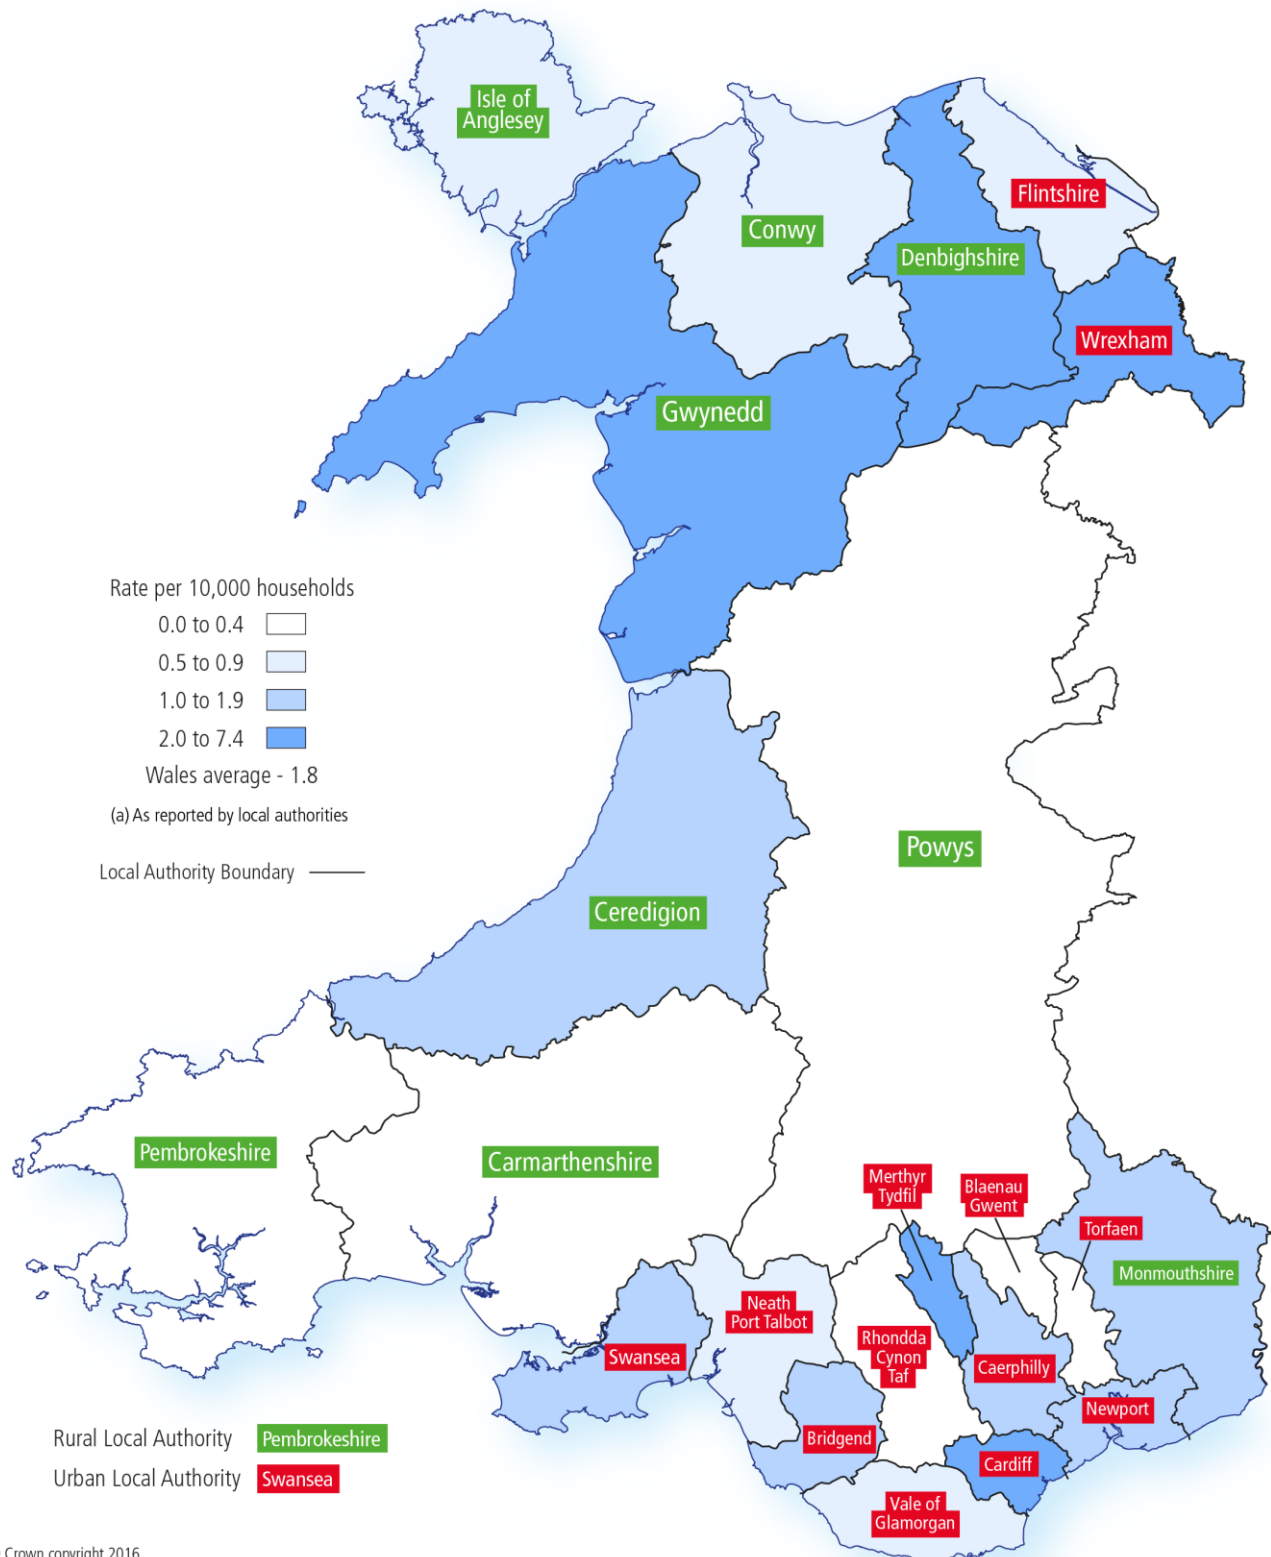 Isle of
Anglesey
Flintshire
Conwy
Denbighshire
Wrexham
Gwynedd
Rate per 10,000 households
0.0 to 0.4
0.5 to 0.9
1.0 to 1.9
2.0 to 7.4
Wales average - 1.8
(a) As reported by local authorities
Local Authority Boundary
Powys
Ceredigion
Pembrokeshire
Carmarthenshire
Merthyr
Tydfil
Blaenau
Gwent
Torfaen
Monmouthshire
Neath
Port Talbot
Rhondda
Cynon
Taf
Swansea
Caerphilly
Newport
Bridgend
Cardiff
Vale of
Glamorgan
Rural Local Authority Pembrokeshire
Urban Local Authority Swansea
Crown copyright 2016